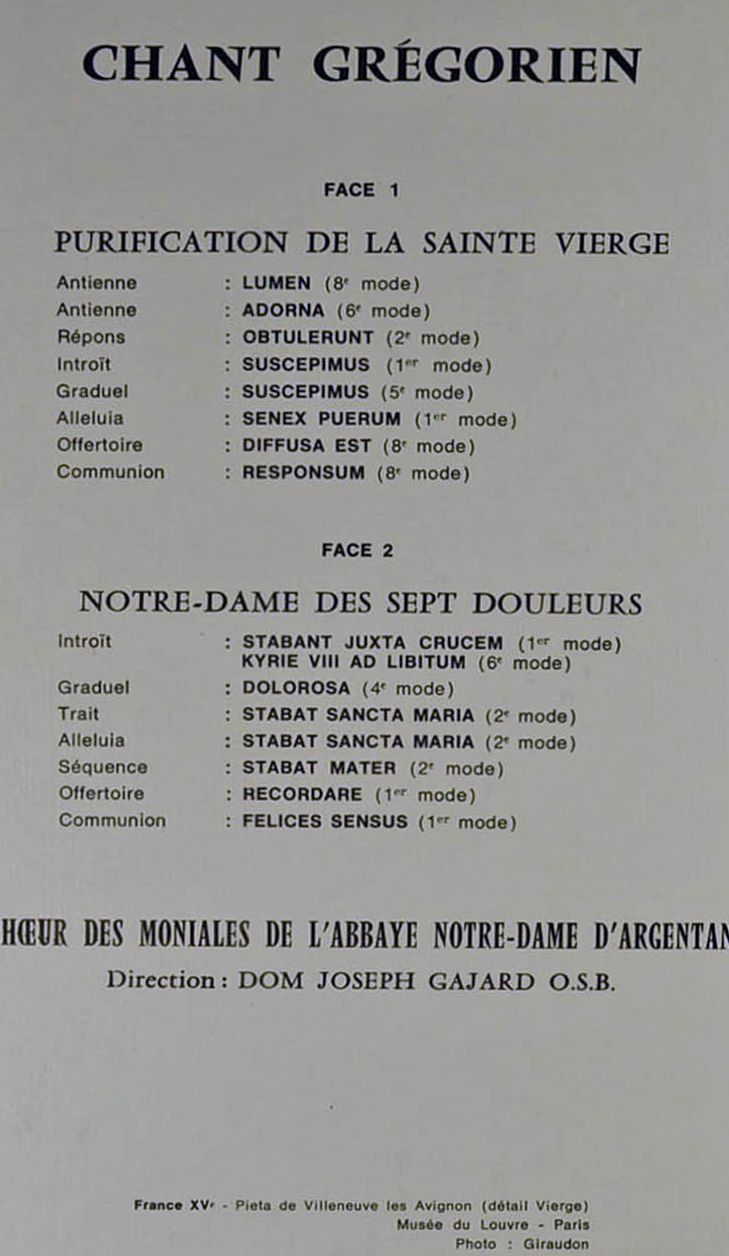 CHANT GRÉGORIEN
FACE 1
PURIFICATION DE LA SAINTE VIERGE
Antienne : LUMEN (8e mode)
Antienne : ADORNA (6e mode)
Répons : OBTULERUNT (2e mode)
Introït : SUSCEPIMUS (1er mode)
Graduel : SUSCEPIMUS (5e mode)
Alleluia : SENEX PUERUM (1er mode)
Offertoire : DIFFUSA EST (8e mode)
Communion : RESPONSUM (8e mode)
FACE 2
NOTRE-DAME DES SEPT DOULEURS
Introït : STABANT JUXTA CRUCEM (1er mode)
KYRIE VIII AD LIBITUM (6e mode)
Graduel : DOLOROSA (4e mode)
Trait : STABAT SANCTA MARIA (2e mode)
Alleluia : STABAT SANCTA MARIA (2e mode)
Séquence : STABAT MATER (2e mode)
Offertoire : RECORDARE (1er mode)
Communion : FELICES SENSUS (1er mode)
HŒUR DES MONIALES DE L'ABBAYE NOTRE-DAME D'ARGENTAN
Direction : DOM JOSEPH GAJARD O.S.B.
France XVe - Pieta de Villeneuve les Avignon (détail Vierge)
Musée du Louvre - Paris
Photo : Giraudon